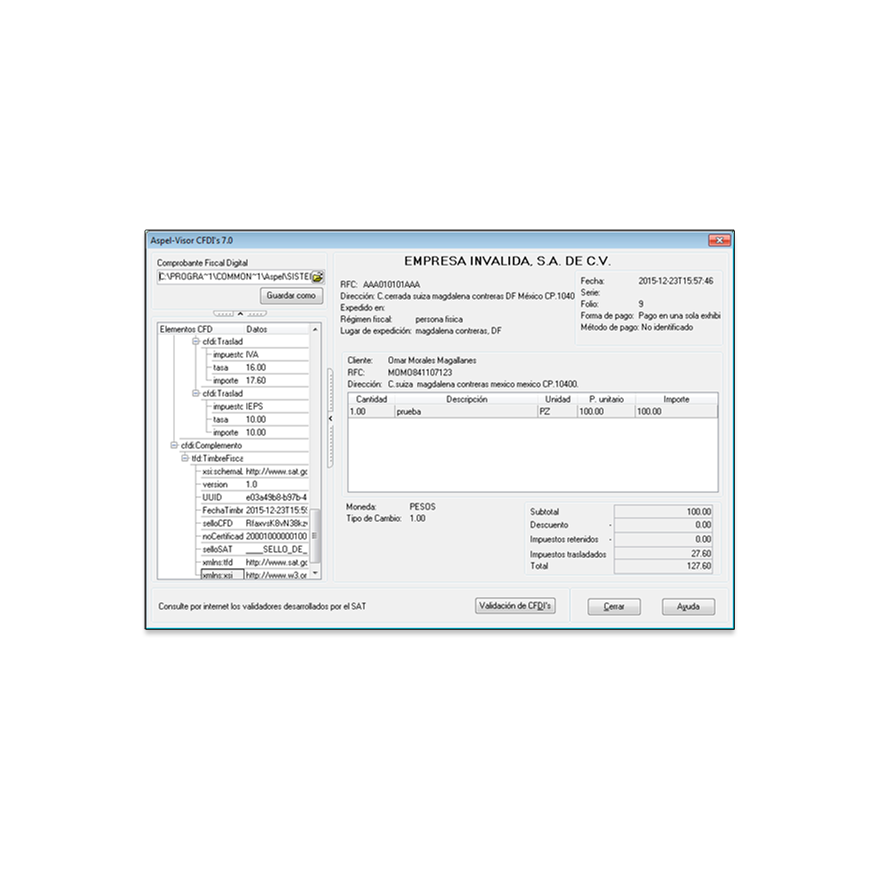 Aspel-Visor CFDI's 7.0
Comprobante Fiscal Digital
C:\PROGRA~1\COMMON~1\Aspel\SISTE
Guardar como
Elementos CFD Datos
cfdi:Traslad
impuestc IVA
tasa 16.00
importe 17.60
cfdi:Traslad
impuestc IEPS
tasa 10.00
importe 10.00
cfdi:Complemento
tfd:TimbreFisca
xsi:schemaL http://www.sat.gc
version 1.0
UUID e03a49b8-b97b-4
FechaTimbr 2015-12-23T15:5
selloCFD RfaxvsK8vN38kz
noCertificad 20001000000100
selloSAT ____SELLO_DE_
xmlns:tfd http://www.sat.gc
xmlns:xsi http://www.w3.or
EMPRESA INVALIDA, S.A. DE C.V.
RFC: AAA010101AAA
Dirección: C.cerrada suiza magdalena contreras DF México CP.1040
Expedido en:
Régimen fiscal: persona fisica
Lugar de expedición: magdalena contreras, DF
Fecha: 2015-12-23T15:57:46
Serie:
Folio: 9
Forma de pago: Pago en una sola exhibi
Método de pago: No identificado
Cliente: Omar Morales Magallanes
RFC: MOMO841107123
Dirección: C.suiza magdalena contreras mexico mexico CP.10400.
Cantidad Descripción Unidad P. unitario Importe
1.00 prueba PZ 100.00 100.00
Moneda: PESOS
Tipo de Cambio: 1.00
Subtotal 100.00
Descuento - 0.00
Impuestos retenidos - 0.00
Impuestos trasladados 27.60
Total 127.60
Consulte por internet los validadores desarrollados por el SAT
Validación de CFDI's
Cerrar
Ayuda